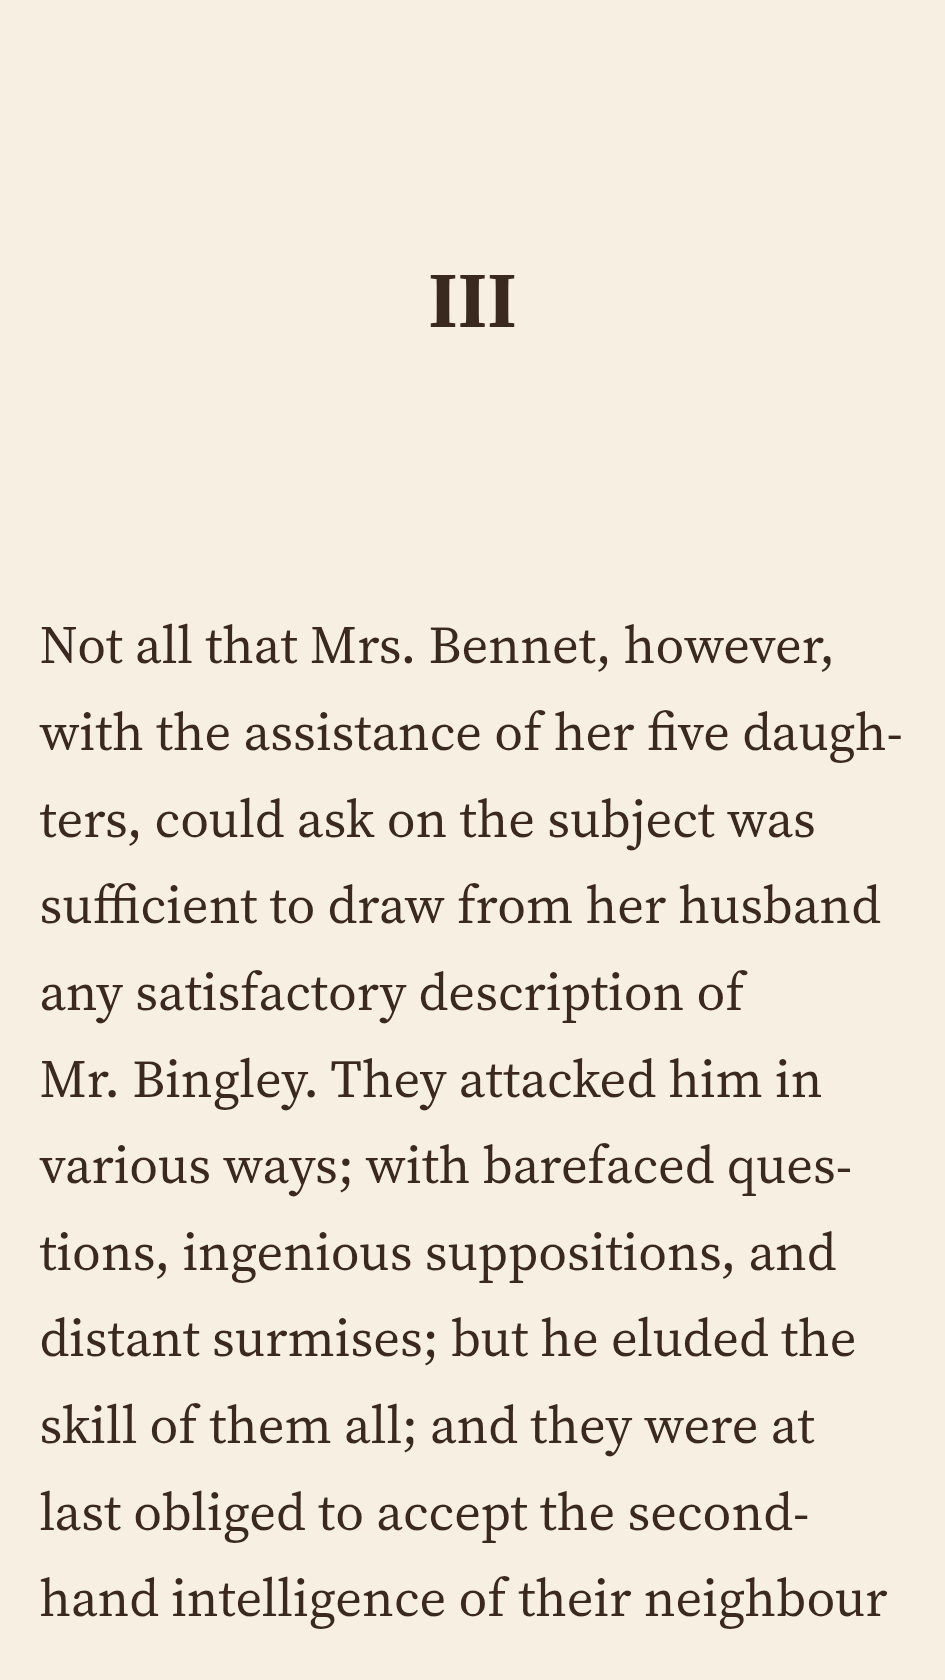 III
Not all that Mrs. Bennet, however,
with the assistance of her five daugh-
ters, could ask on the subject was
sufficient to draw from her husband
any satisfactory description of
Mr. Bingley. They attacked him in
various ways; with barefaced ques-
tions, ingenious suppositions, and
distant surmises; but he eluded the
skill of them all; and they were at
last obliged to accept the second-
hand intelligence of their neighbour